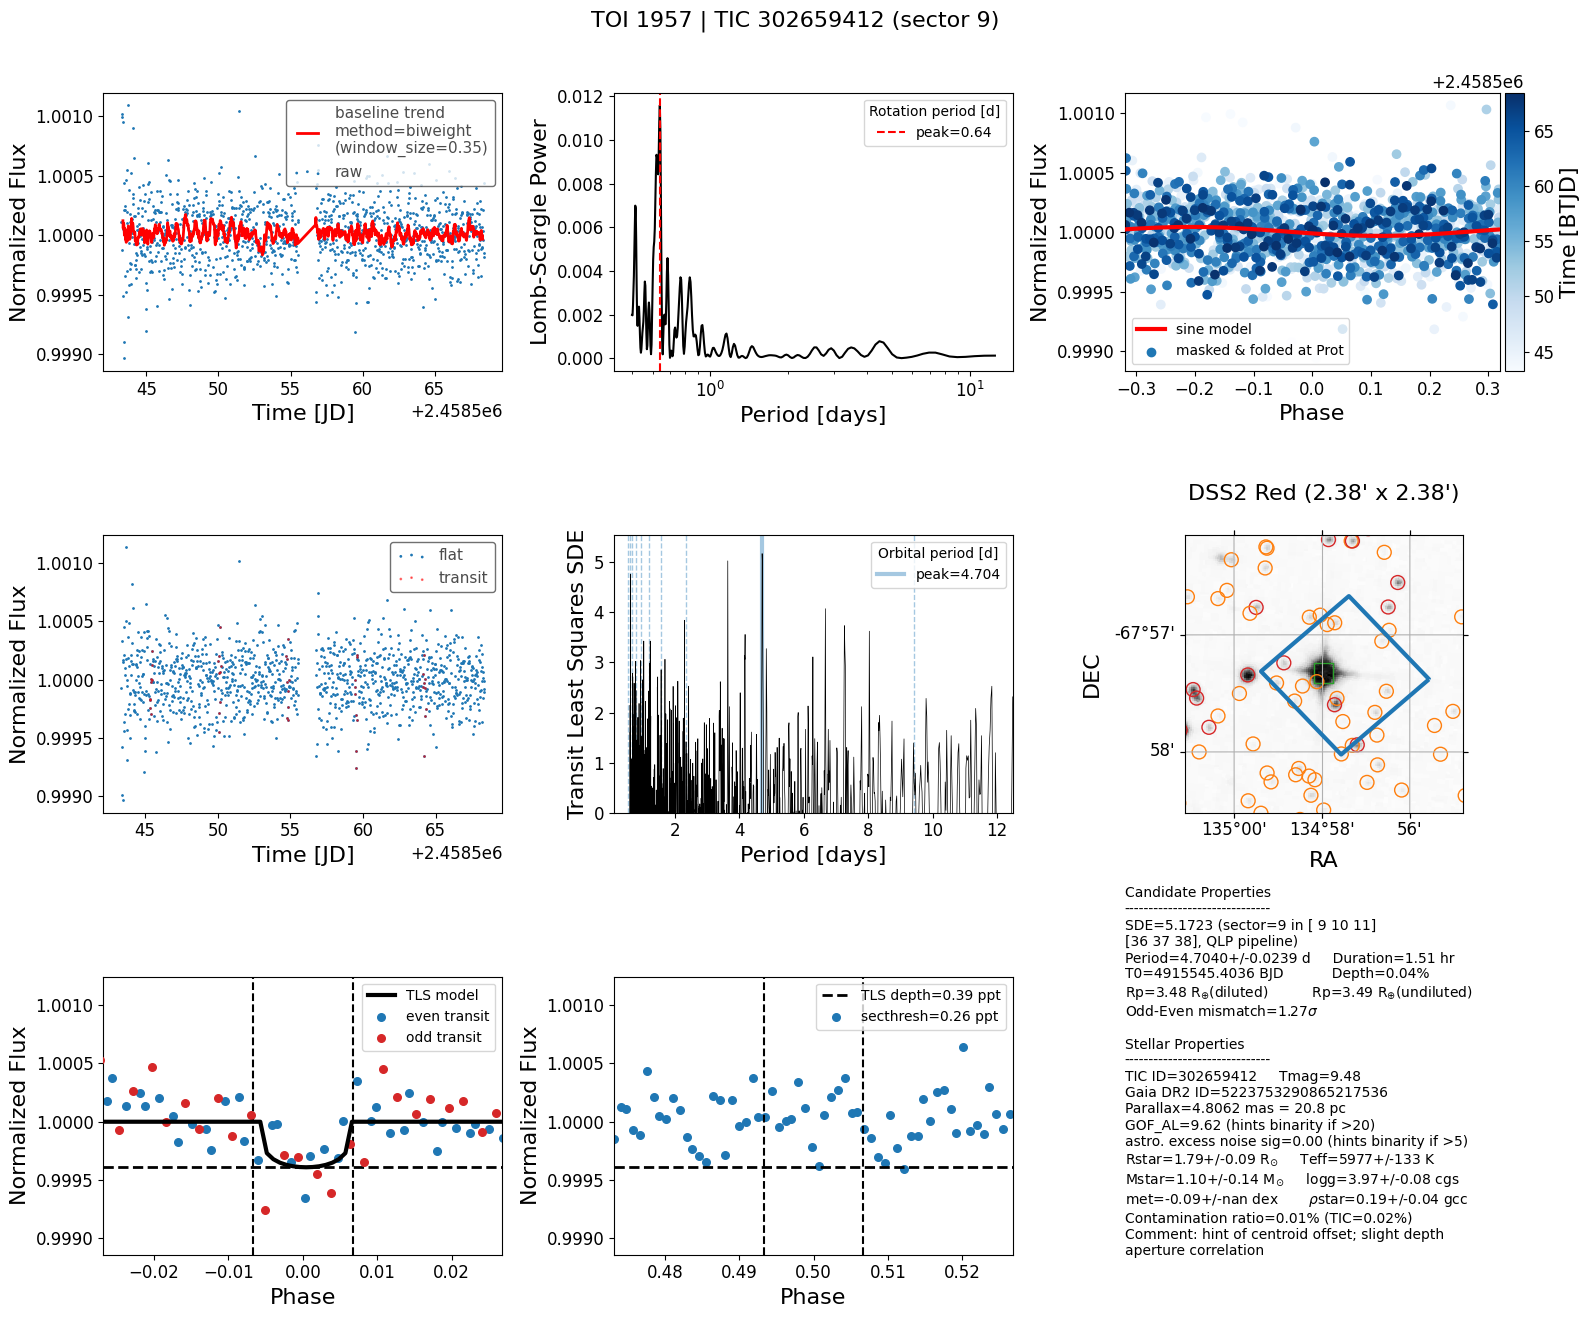 TOI 1957 | TIC 302659412 (sector 9)
Normalized Flux
1.0010
1.0005
1.0000
0.9995
0.9990
baseline trend
method=biweight
(window_size=0.35)
raw
45
50
55
60
65
Time [JD]
+2.4585e6
Lomb-Scargle Power
0.012
0.010
0.008
0.006
0.004
0.002
0.000
Rotation period [d]
peak=0.64
10⁰
10¹
Period [days]
+2.4585e6
Normalized Flux
1.0010
1.0005
1.0000
0.9995
0.9990
sine model
masked & folded at Prot
−0.3
−0.2
−0.1
0.0
0.1
0.2
0.3
Phase
65
60
55
50
45
Time [BTJD]
Normalized Flux
1.0010
1.0005
1.0000
0.9995
0.9990
flat
transit
45
50
55
60
65
Time [JD]
+2.4585e6
Transit Least Squares SDE
5
4
3
2
1
0
Orbital period [d]
peak=4.704
2
4
6
8
10
12
Period [days]
DSS2 Red (2.38' x 2.38')
DEC
-67°57'
58'
135°00'
134°58'
56'
RA
Normalized Flux
1.0010
1.0005
1.0000
0.9995
0.9990
TLS model
even transit
odd transit
−0.02
−0.01
0.00
0.01
0.02
Phase
Normalized Flux
1.0010
1.0005
1.0000
0.9995
0.9990
TLS depth=0.39 ppt
secthresh=0.26 ppt
0.48
0.49
0.50
0.51
0.52
Phase
Candidate Properties
------------------------------
SDE=5.1723 (sector=9 in [ 9 10 11]
[36 37 38], QLP pipeline)
Period=4.7040+/-0.0239 d Duration=1.51 hr
T0=4915545.4036 BJD Depth=0.04%
Rp=3.48 R⊕(diluted) Rp=3.49 R⊕(undiluted)
Odd-Even mismatch=1.27σ
Stellar Properties
------------------------------
TIC ID=302659412 Tmag=9.48
Gaia DR2 ID=5223753290865217536
Parallax=4.8062 mas = 20.8 pc
GOF_AL=9.62 (hints binarity if >20)
astro. excess noise sig=0.00 (hints binarity if >5)
Rstar=1.79+/-0.09 R⊙ Teff=5977+/-133 K
Mstar=1.10+/-0.14 M⊙ logg=3.97+/-0.08 cgs
met=-0.09+/-nan dex ρstar=0.19+/-0.04 gcc
Contamination ratio=0.01% (TIC=0.02%)
Comment: hint of centroid offset; slight depth
aperture correlation